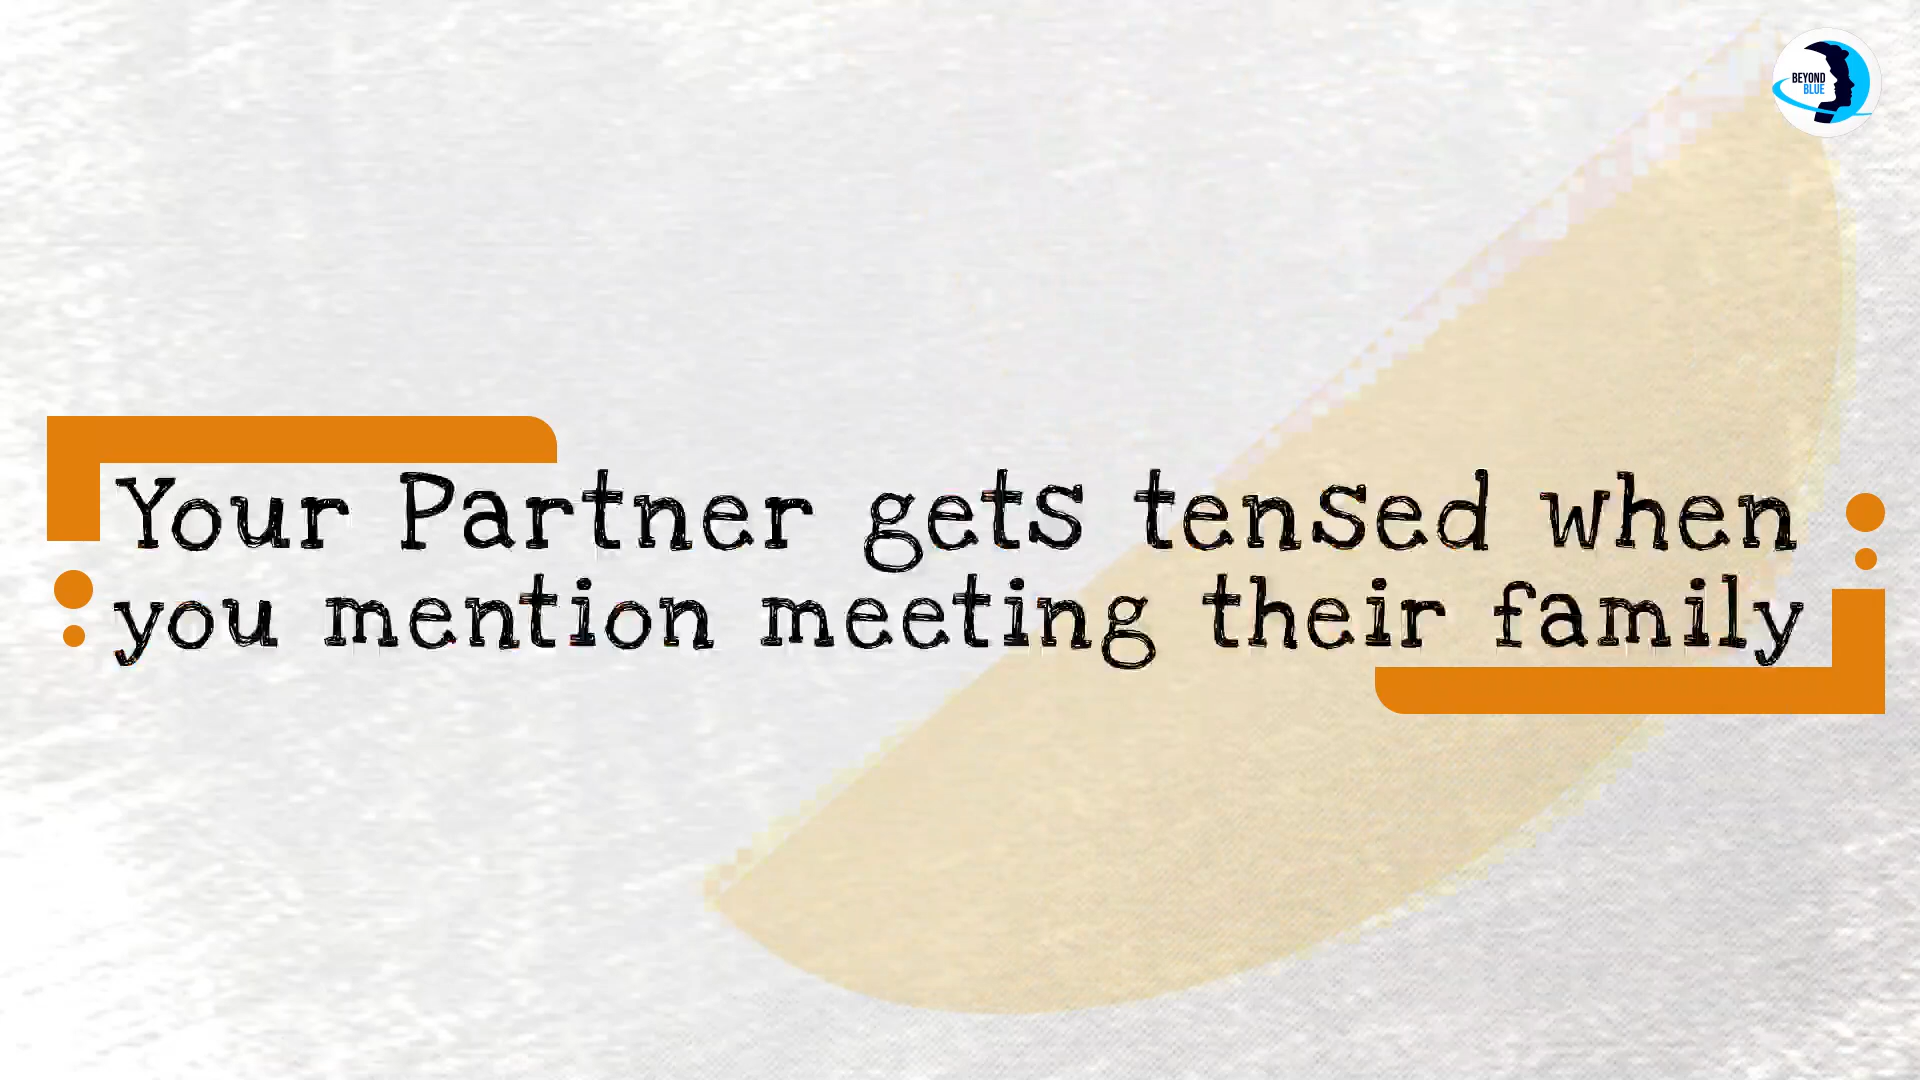 BEYOND
BLUE
Your Partner gets tensed when
you mention meeting their family